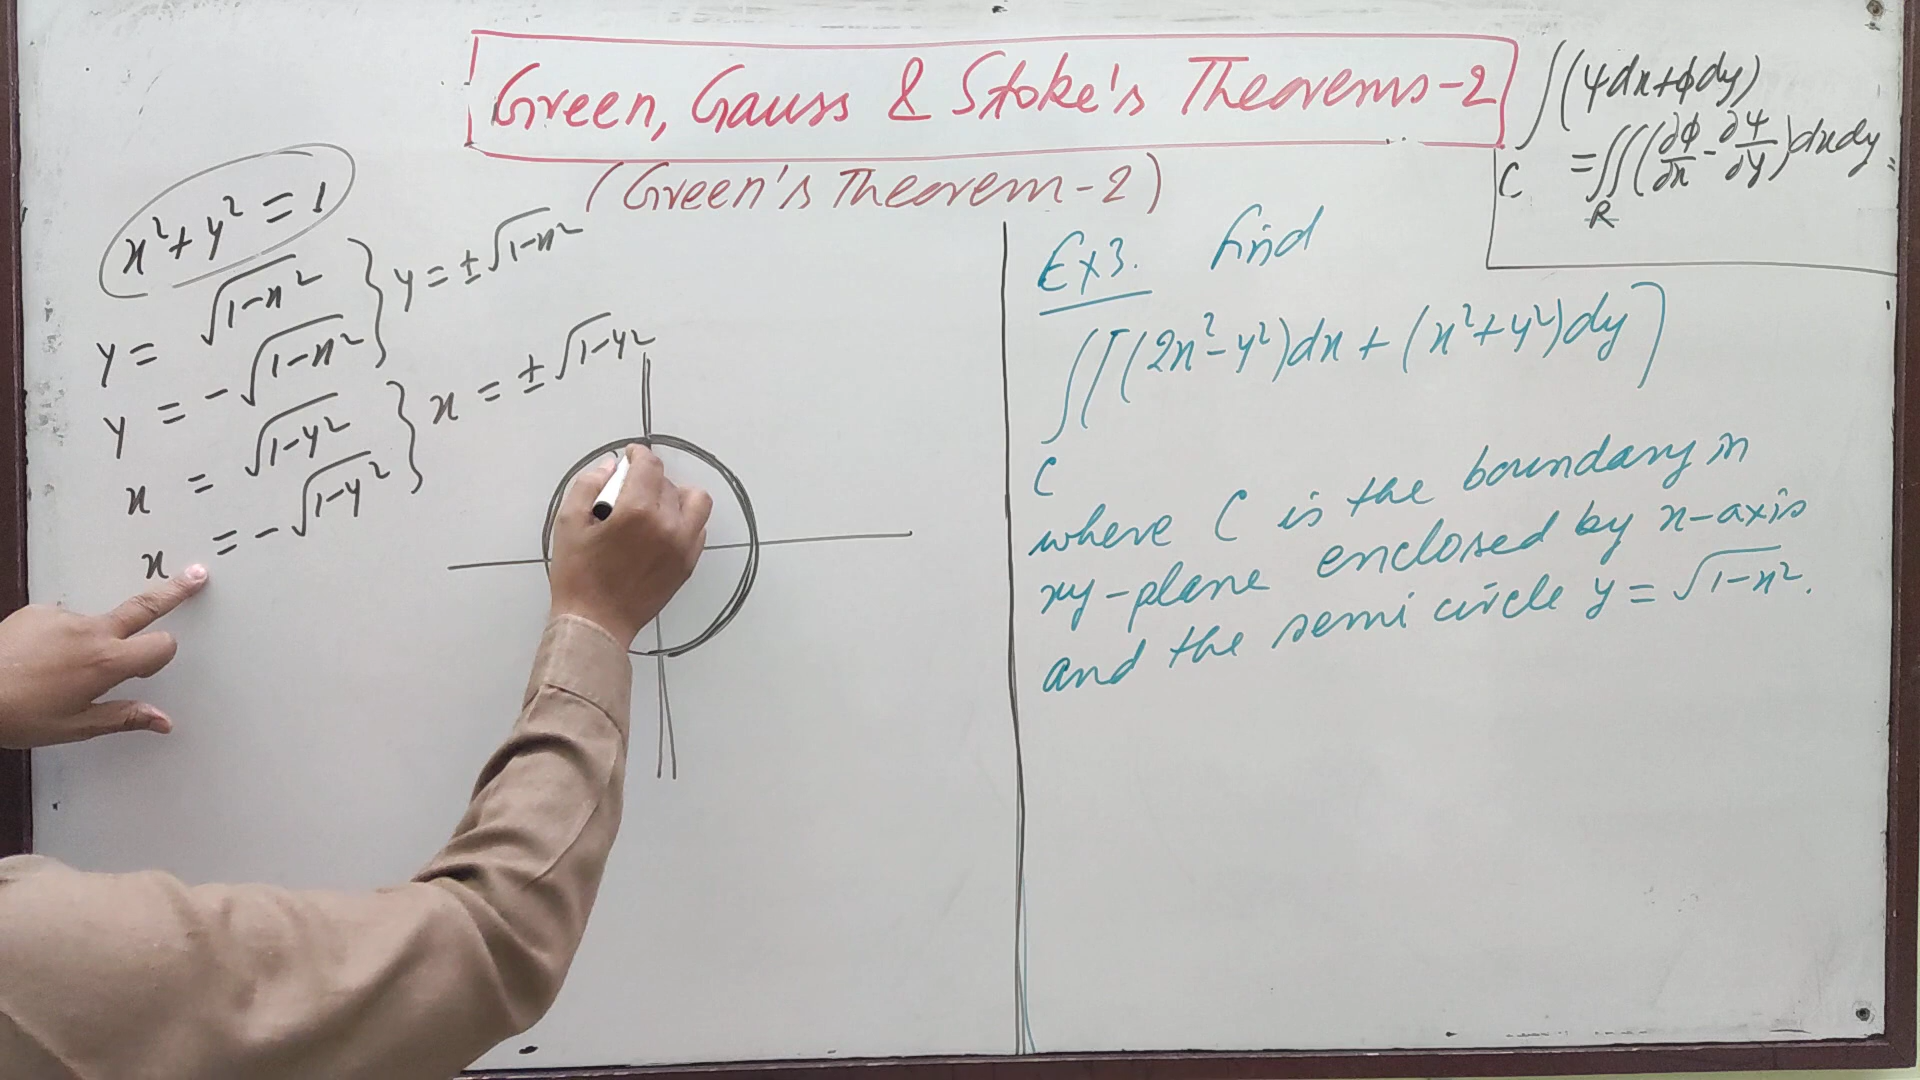 Green, Gauss & Stoke's Theorems-2
(Green's Theorem-2)
∫(ψdx+ϕdy)
C
=∬(∂ϕ/∂x - ∂ψ/∂y)dxdy
R
x²+y²=1
y = √1-x²
y = -√1-x²
} y = ±√1-x²
x = √1-y²
x = -√1-y²
} x = ±√1-y²
Ex3. Find
∫[(2x²-y²)dx + (x²+y²)dy]
C
where C is the boundary in
xy-plane enclosed by x-axis
and the semi circle y = √1-x².